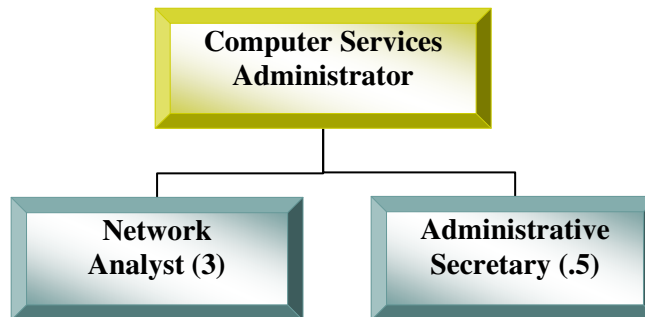 Computer Services
Administrator
Network
Analyst (3)
Administrative
Secretary (.5)